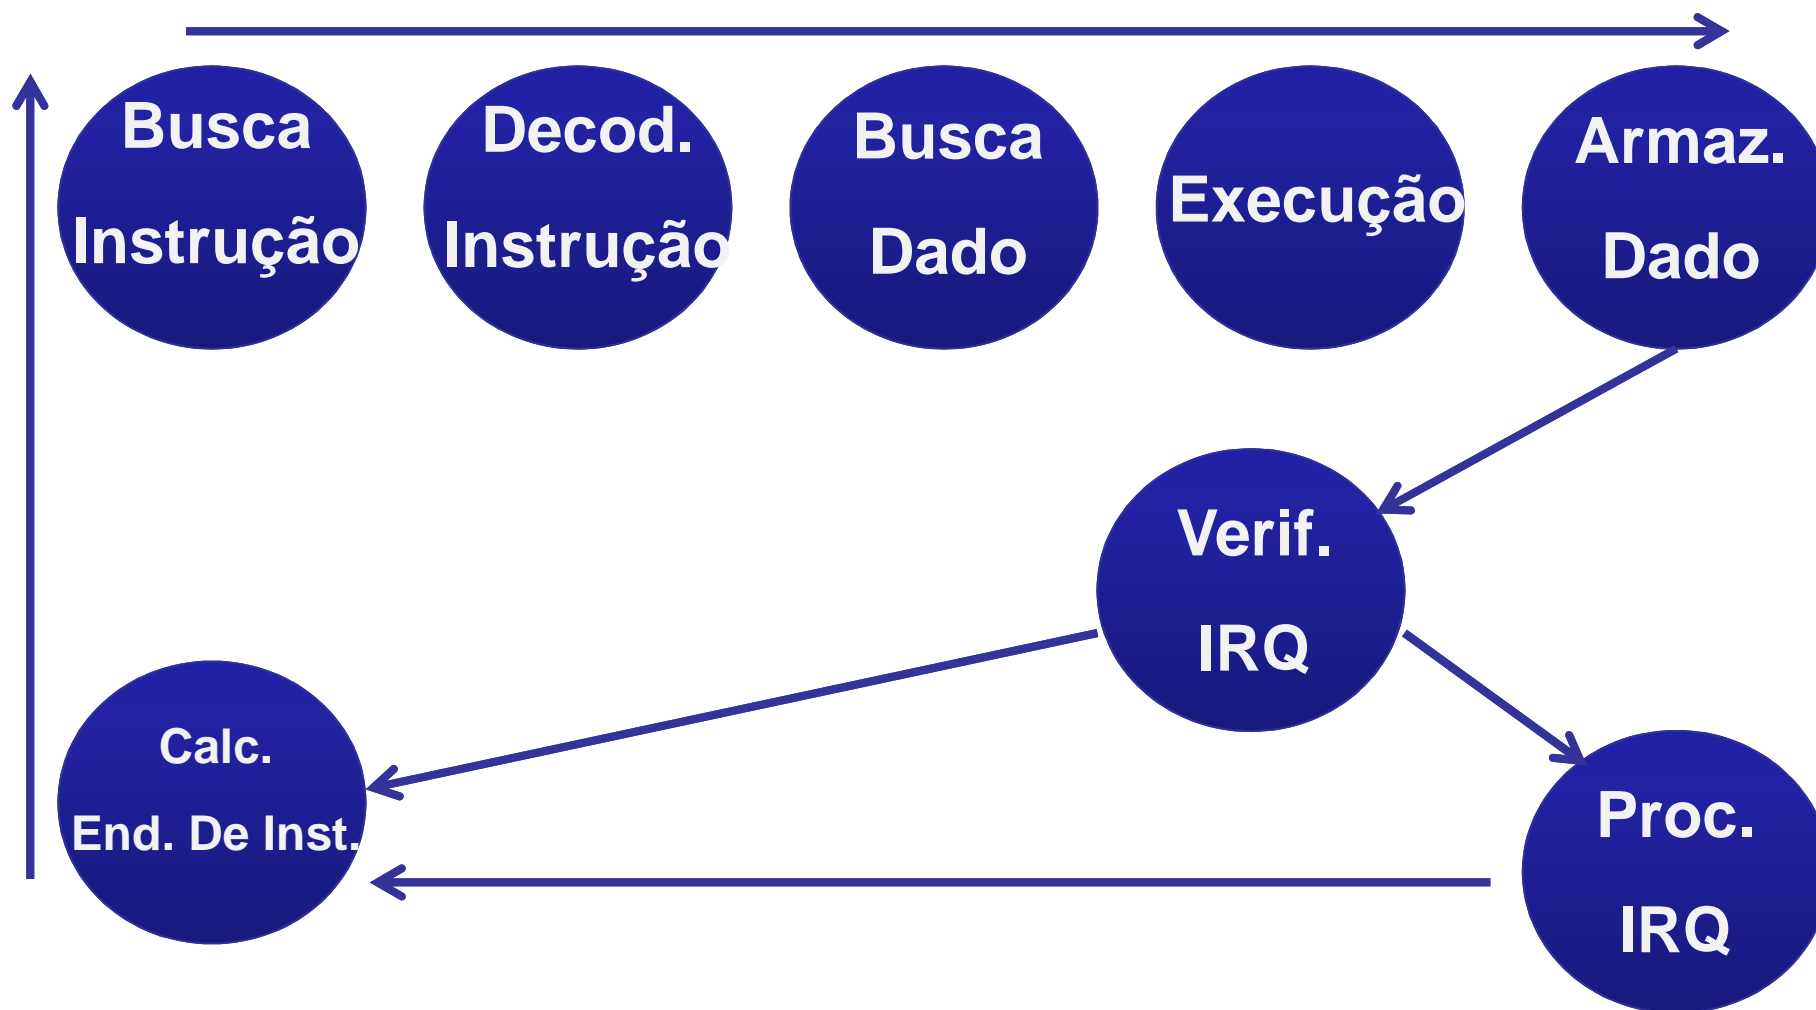 Busca
Instrução
Decod.
Instrução
Busca
Dado
Execução
Armaz.
Dado
Verif.
IRQ
Calc.
End. De Inst.
Proc.
IRQ